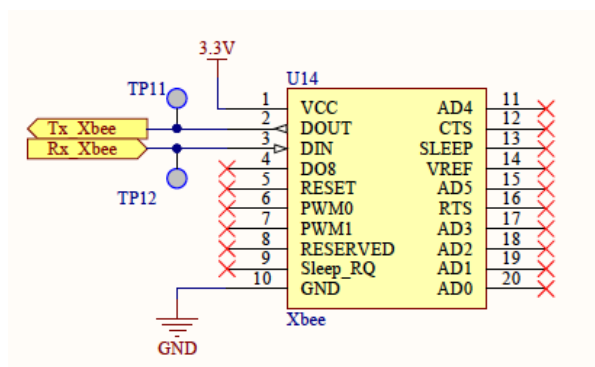 3.3V
U14
TP11
1 VCC AD4 11
Tx_Xbee 2 DOUT CTS 12
Rx_Xbee 3 DIN SLEEP 13
4 DO8 VREF 14
TP12 5 RESET AD5 15
6 PWM0 RTS 16
7 PWM1 AD3 17
8 RESERVED AD2 18
9 Sleep_RQ AD1 19
10 GND AD0 20
Xbee
GND